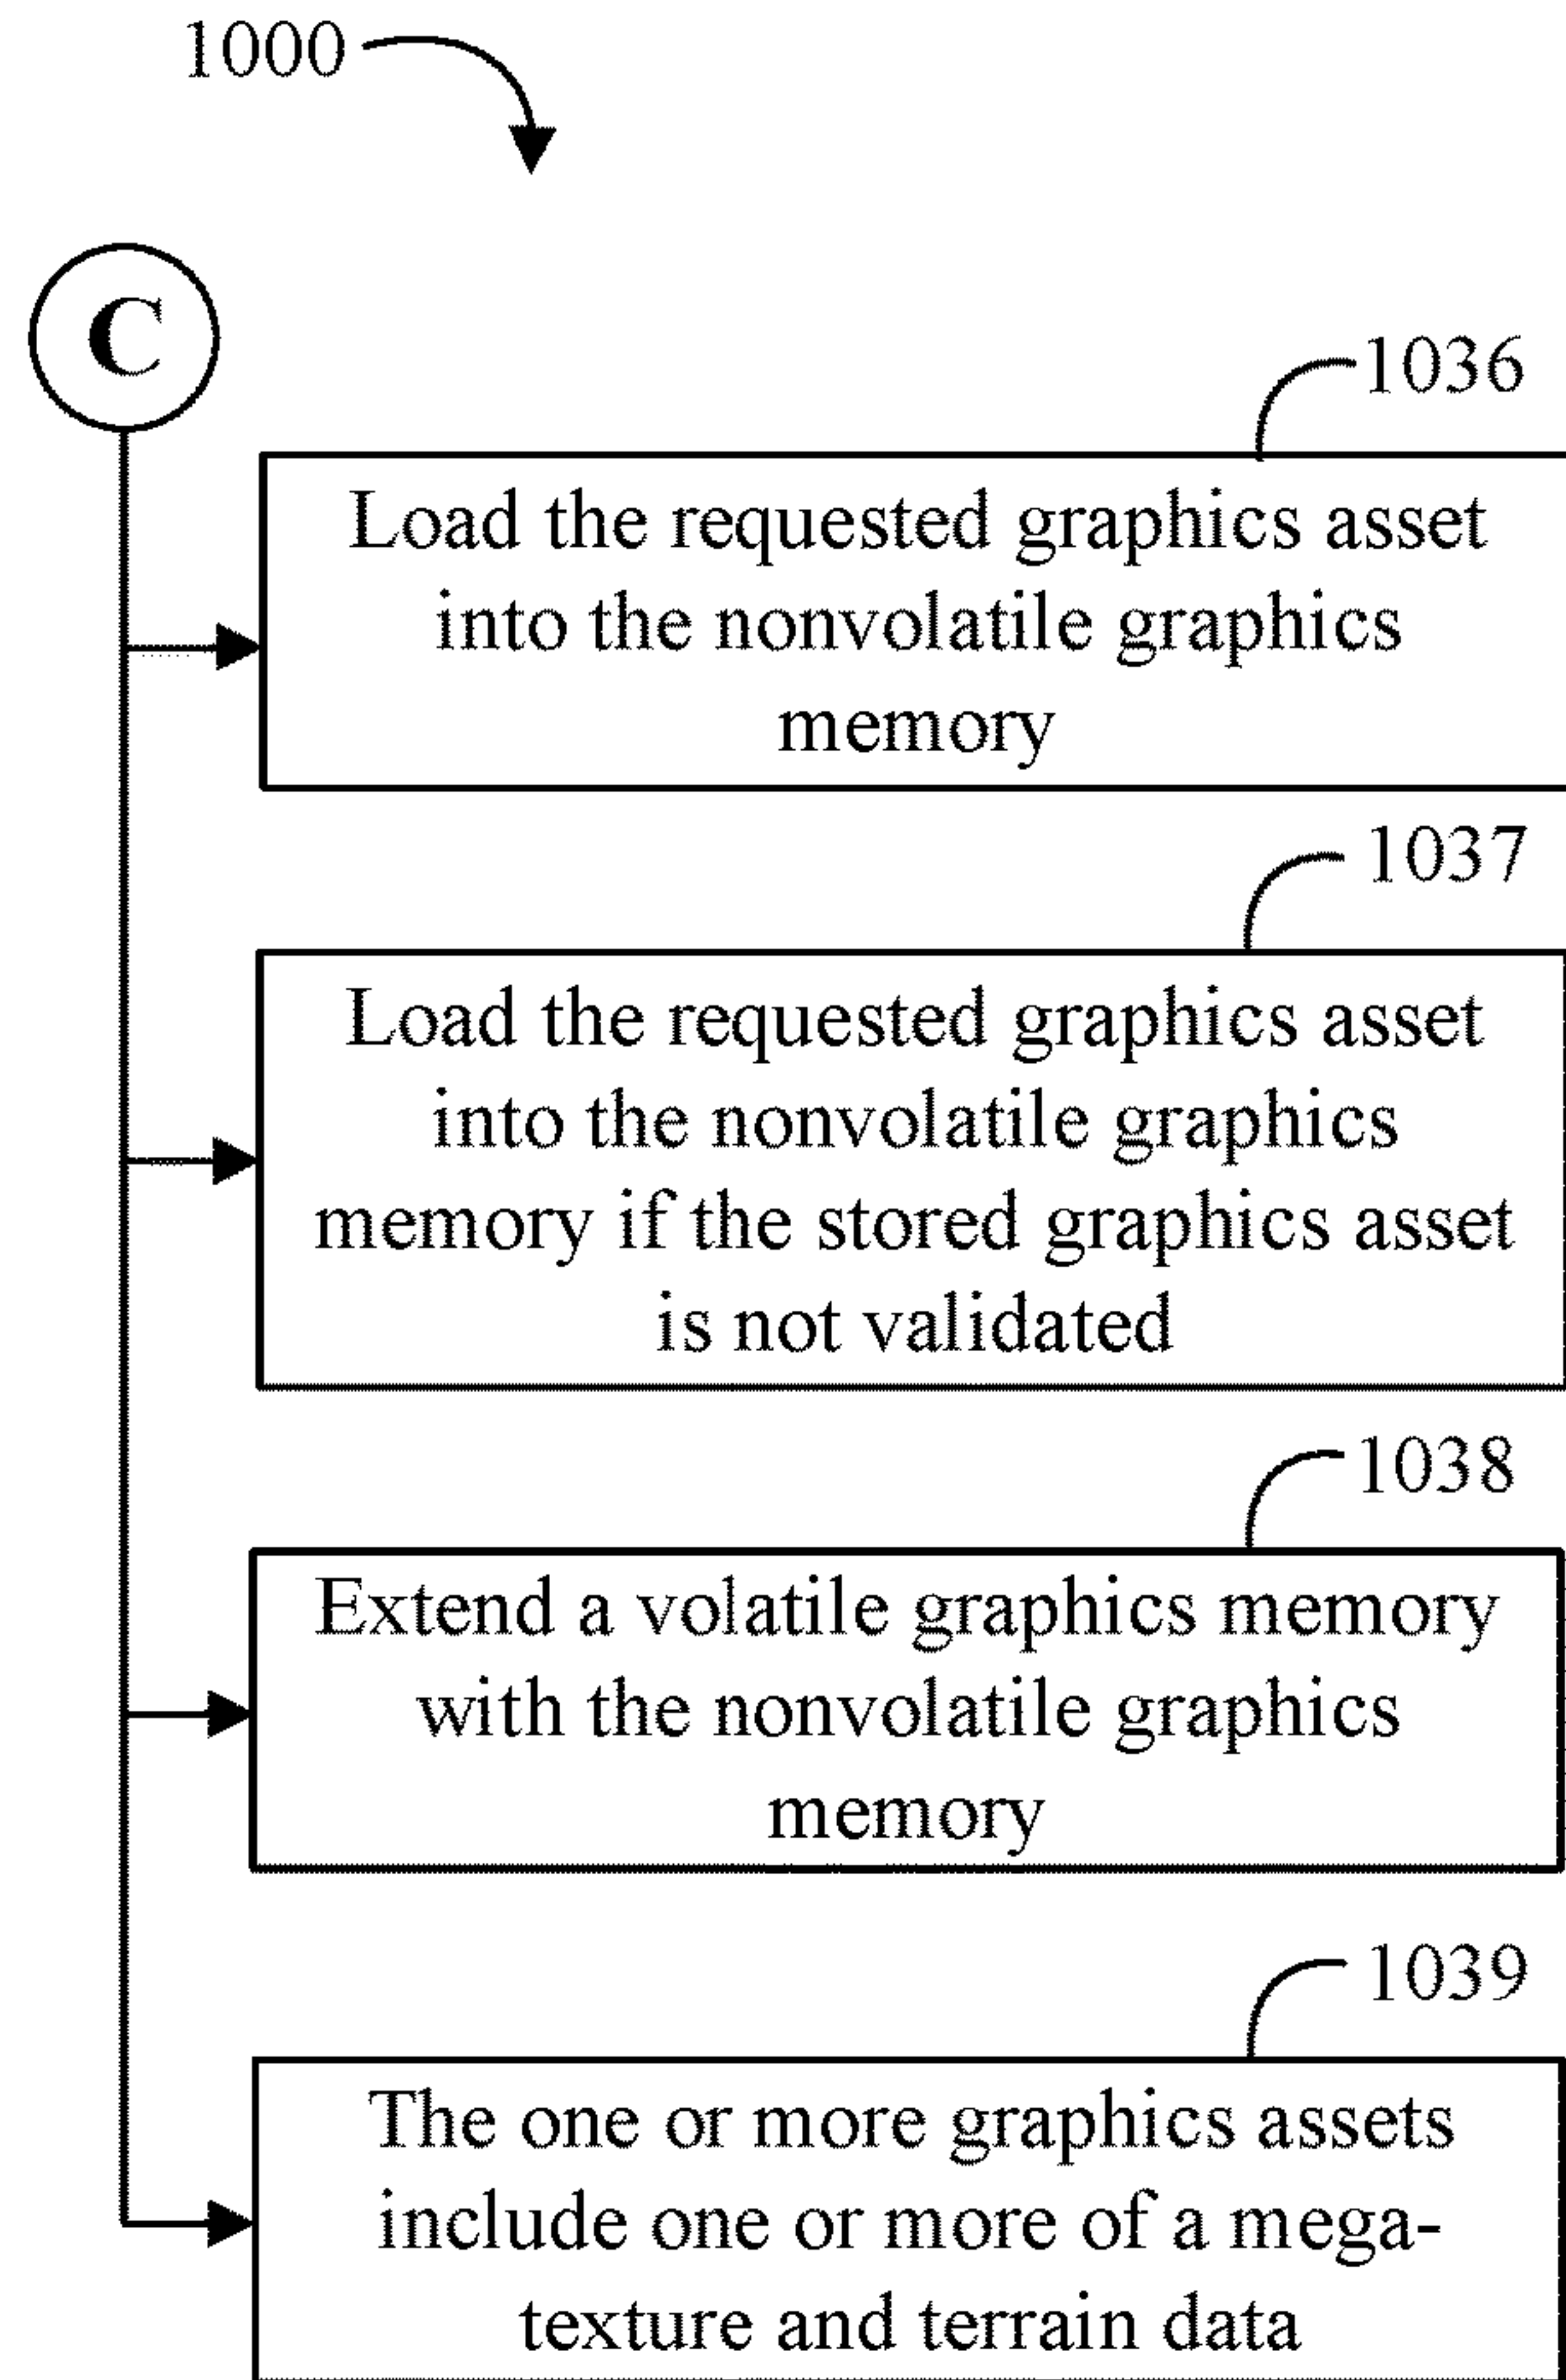 1000
C
1036
Load the requested graphics asset
into the nonvolatile graphics
memory
1037
Load the requested graphics asset
into the nonvolatile graphics
memory if the stored graphics asset
is not validated
1038
Extend a volatile graphics memory
with the nonvolatile graphics
memory
1039
The one or more graphics assets
include one or more of a mega-
texture and terrain data